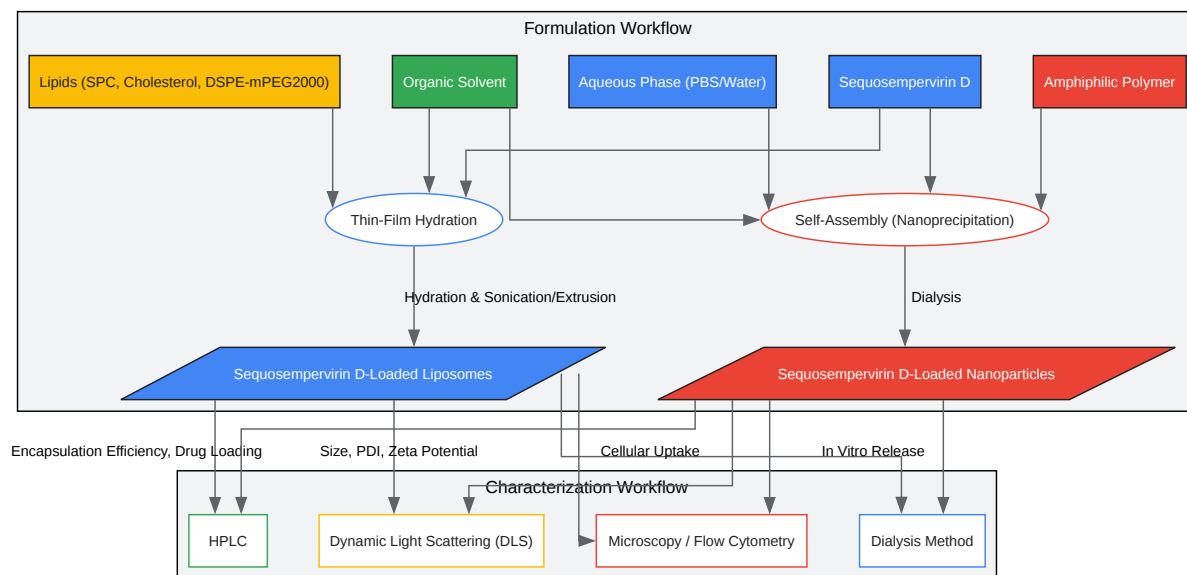 Formulation Workflow
Lipids (SPC, Cholesterol, DSPE-mPEG2000)
Organic Solvent
Aqueous Phase (PBS/Water)
Sequosempervirin D
Amphiphilic Polymer
Thin-Film Hydration
Self-Assembly (Nanoprecipitation)
Hydration & Sonication/Extrusion
Dialysis
Sequosempervirin D-Loaded Liposomes
Sequosempervirin D-Loaded Nanoparticles
Encapsulation Efficiency, Drug Loading
Size, PDI, Zeta Potential
Cellular Uptake
In Vitro Release
Characterization Workflow
HPLC
Dynamic Light Scattering (DLS)
Microscopy / Flow Cytometry
Dialysis Method